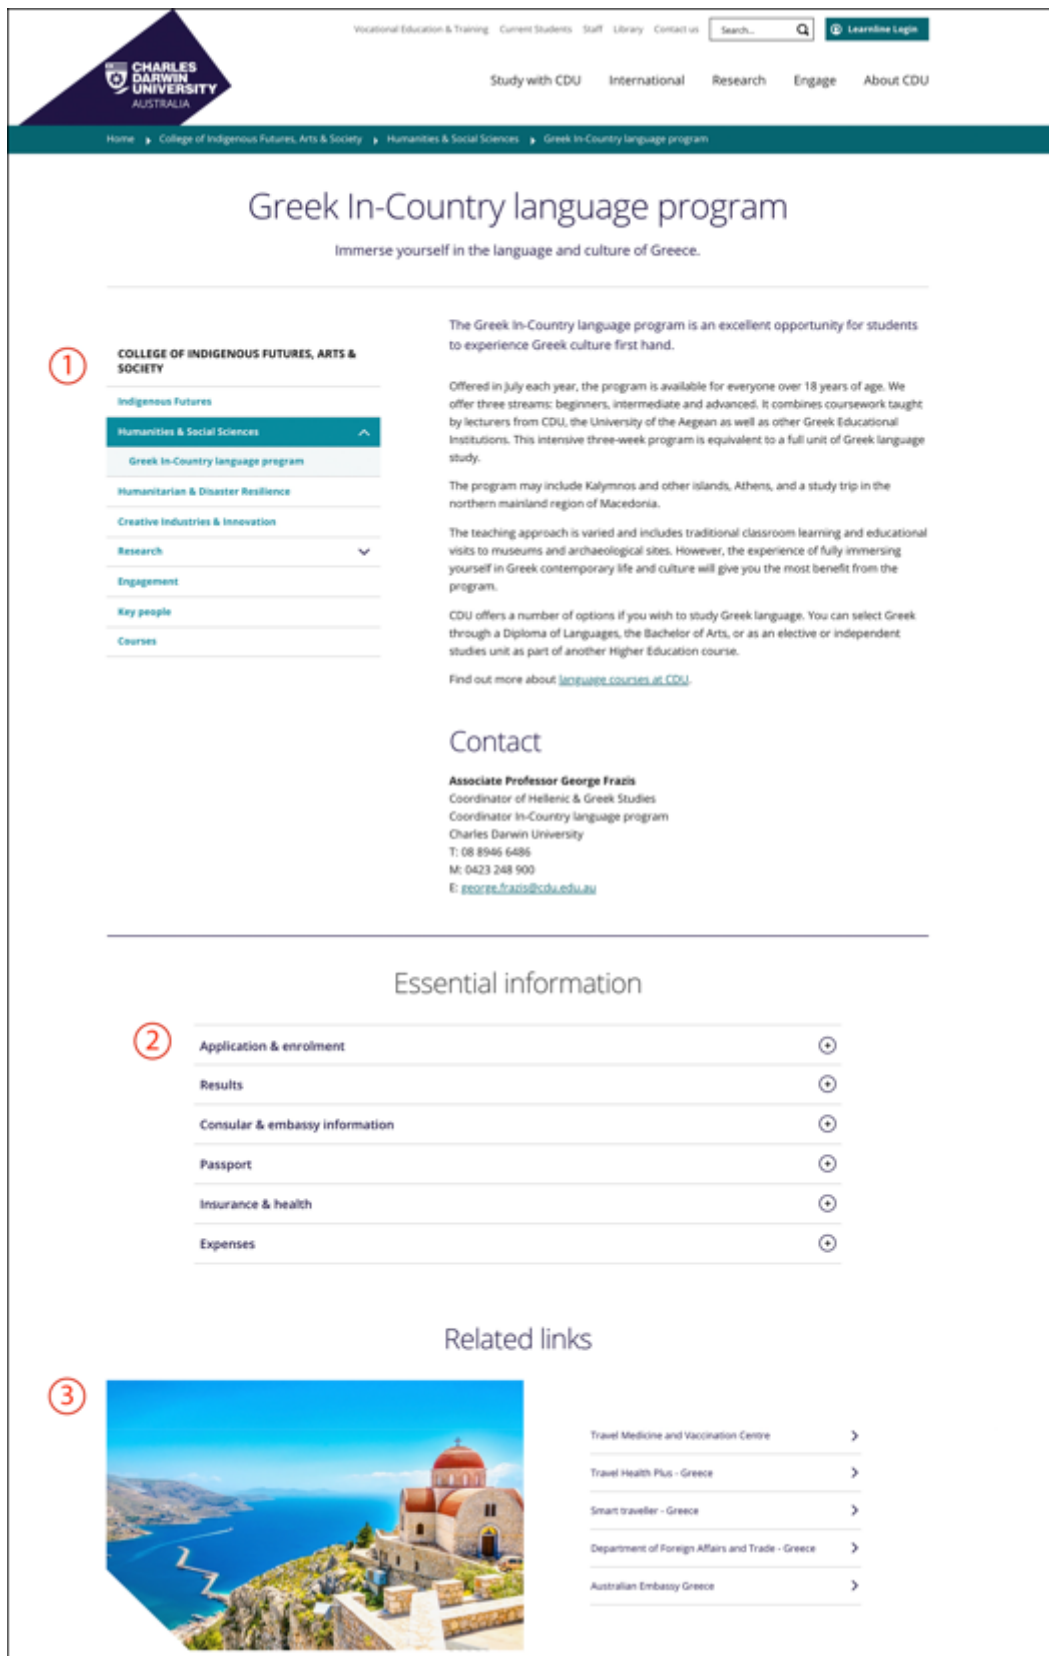 Vocational Education & Training Current Students Staff Library Contact us Search... Learnline Login
CHARLES
DARWIN
UNIVERSITY
AUSTRALIA
Study with CDU International Research Engage About CDU
Home College of Indigenous Futures, Arts & Society Humanities & Social Sciences Greek In-Country language program
Greek In-Country language program
Immerse yourself in the language and culture of Greece.
1
COLLEGE OF INDIGENOUS FUTURES, ARTS &
SOCIETY
Indigenous Futures
Humanities & Social Sciences
Greek In-Country language program
Humanitarian & Disaster Resilience
Creative Industries & Innovation
Research
Engagement
Key people
Courses
The Greek In-Country language program is an excellent opportunity for students
to experience Greek culture first hand.
Offered in July each year, the program is available for everyone over 18 years of age. We
offer three streams: beginners, intermediate and advanced. It combines coursework taught
by lecturers from CDU, the University of the Aegean as well as other Greek Educational
Institutions. This intensive three-week program is equivalent to a full unit of Greek language
study.
The program may include Kalymnos and other islands, Athens, and a study trip in the
northern mainland region of Macedonia.
The teaching approach is varied and includes traditional classroom learning and educational
visits to museums and archaeological sites. However, the experience of fully immersing
yourself in Greek contemporary life and culture will give you the most benefit from the
program.
CDU offers a number of options if you wish to study Greek language. You can select Greek
through a Diploma of Languages, the Bachelor of Arts, or as an elective or independent
studies unit as part of another Higher Education course.
Find out more about language courses at CDU.
Contact
Associate Professor George Frazis
Coordinator of Hellenic & Greek Studies
Coordinator In-Country language program
Charles Darwin University
T: 08 8946 6486
M: 0423 248 900
E: george.frazis@cdu.edu.au
Essential information
2
Application & enrolment
Results
Consular & embassy information
Passport
Insurance & health
Expenses
Related links
3
Travel Medicine and Vaccination Centre
Travel Health Plus - Greece
Smart traveller - Greece
Department of Foreign Affairs and Trade - Greece
Australian Embassy Greece